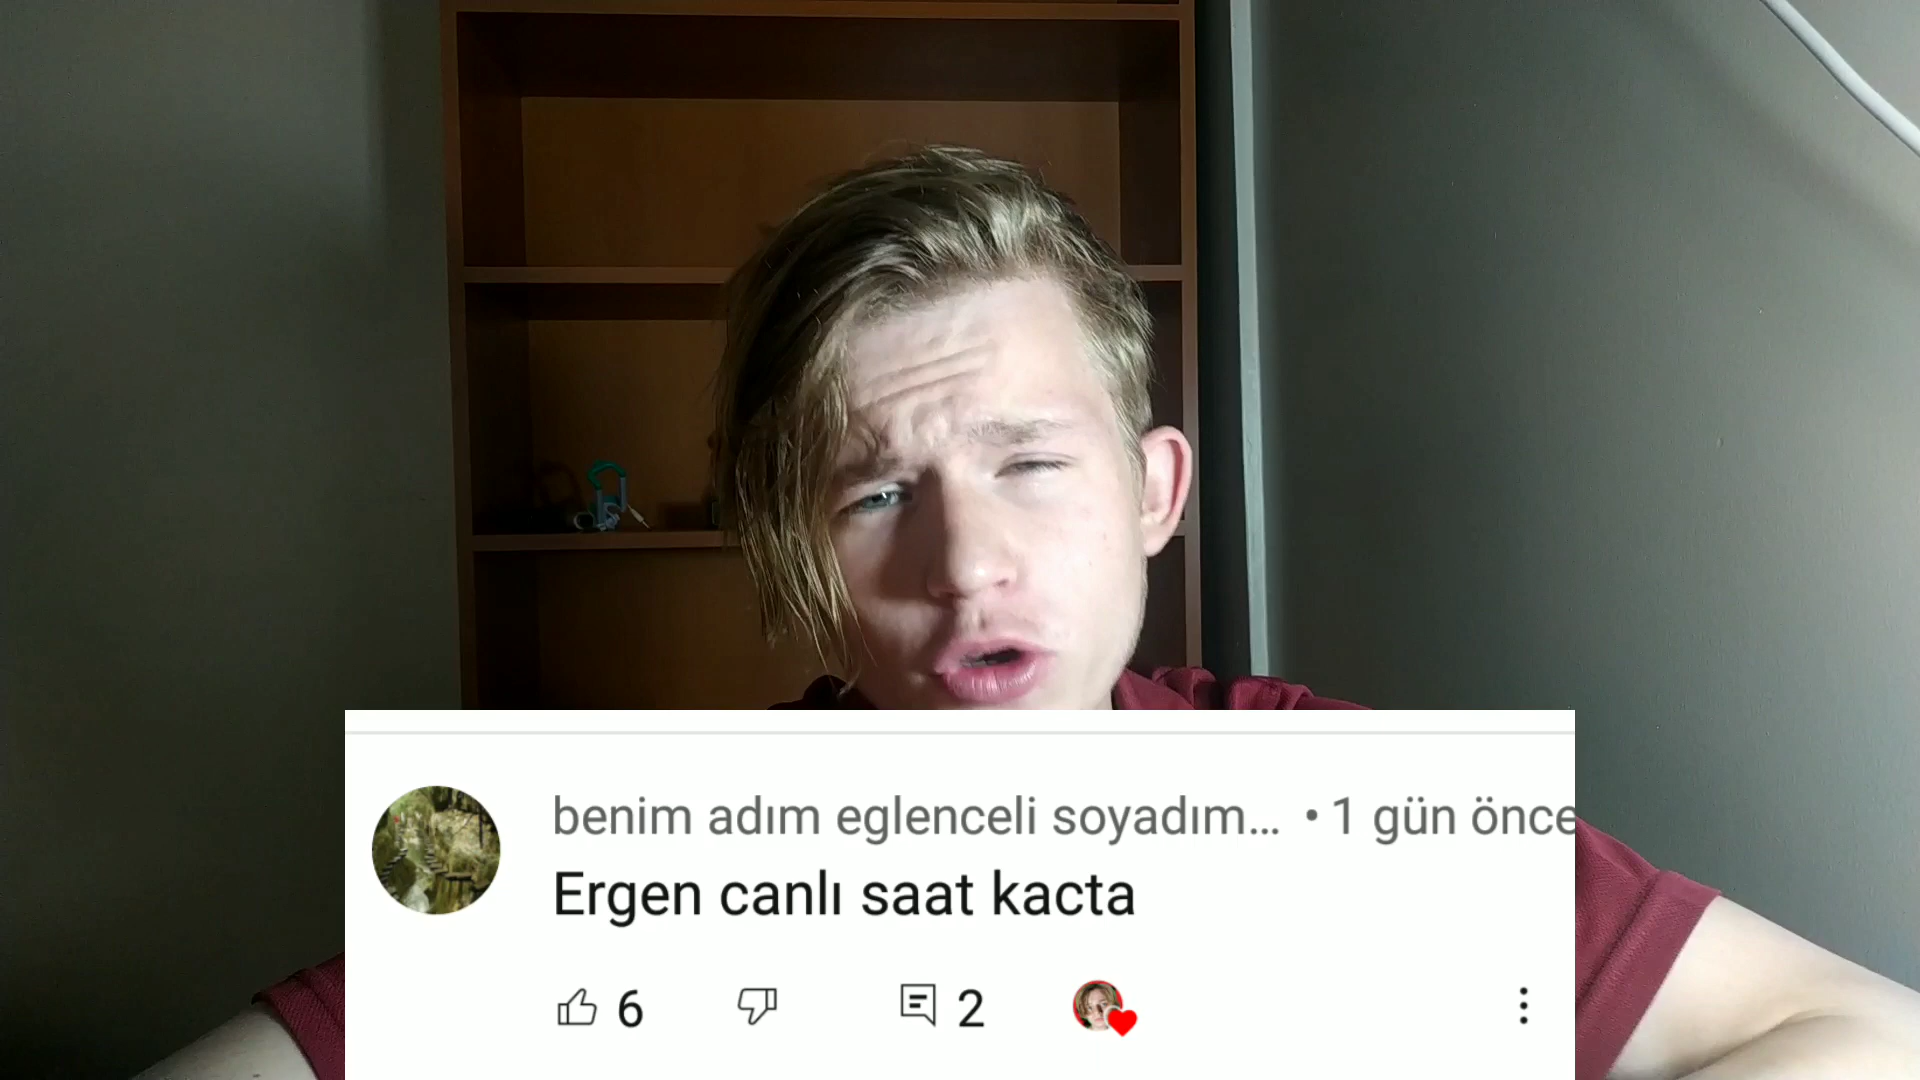 benim adım eglenceli soyadım... • 1 gün önce
Ergen canlı saat kacta
6 2